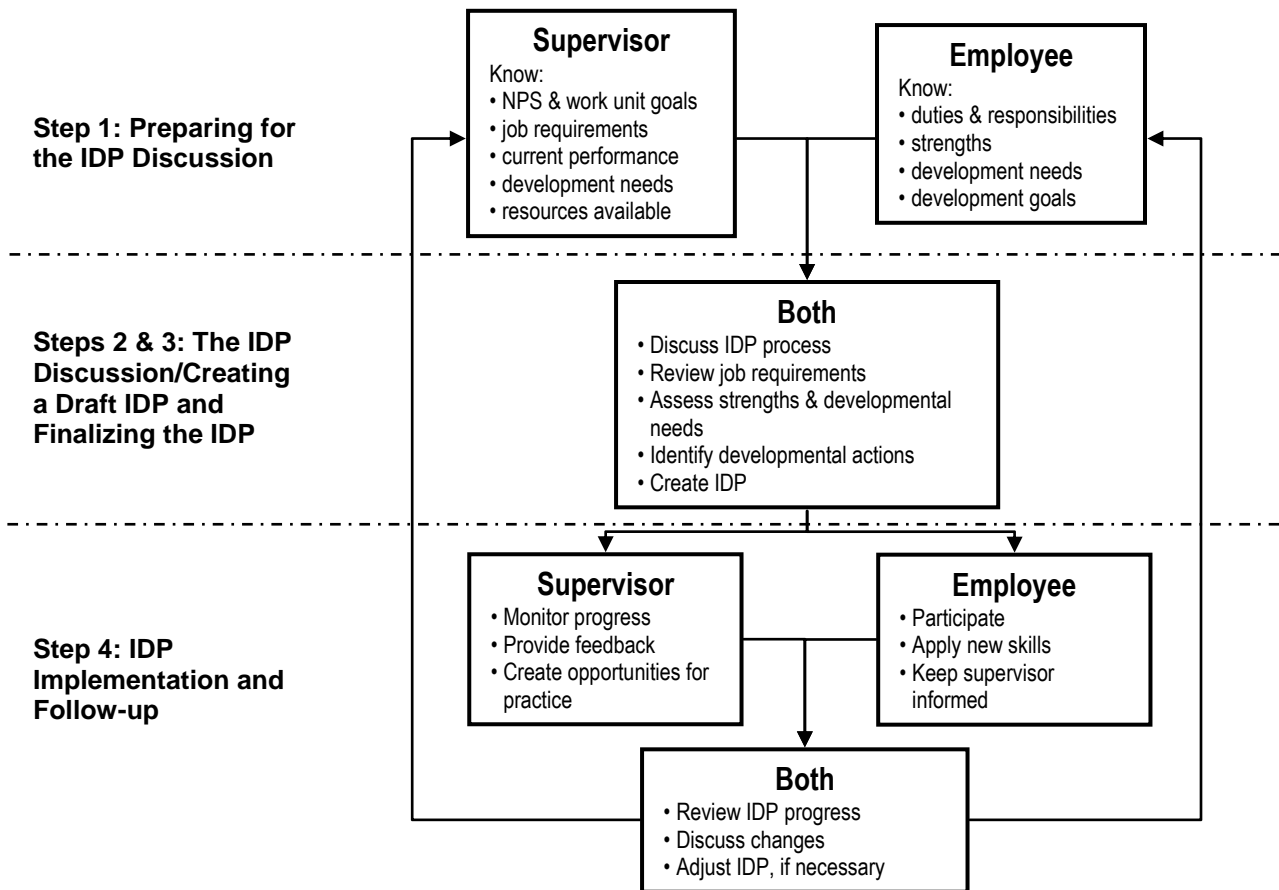 Step 1: Preparing for
the IDP Discussion
Supervisor
Know:
• NPS & work unit goals
• job requirements
• current performance
• development needs
• resources available
Employee
Know:
• duties & responsibilities
• strengths
• development needs
• development goals
Steps 2 & 3: The IDP
Discussion/Creating
a Draft IDP and
Finalizing the IDP
Both
• Discuss IDP process
• Review job requirements
• Assess strengths & developmental
needs
• Identify developmental actions
• Create IDP
Step 4: IDP
Implementation and
Follow-up
Supervisor
• Monitor progress
• Provide feedback
• Create opportunities for
practice
Employee
• Participate
• Apply new skills
• Keep supervisor
informed
Both
• Review IDP progress
• Discuss changes
• Adjust IDP, if necessary